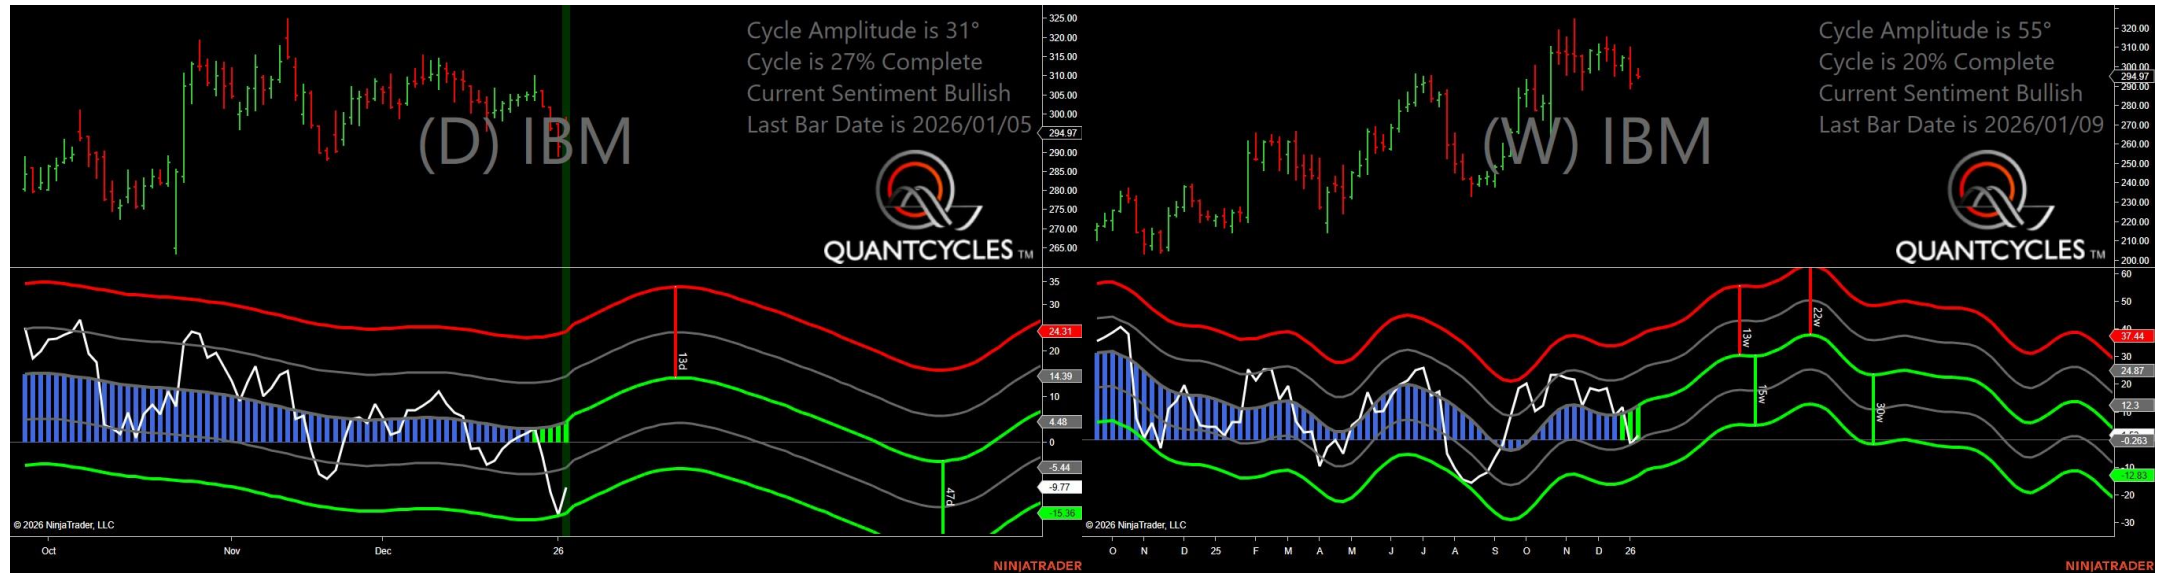 Cycle Amplitude is 31°
Cycle is 27% Complete
Current Sentiment Bullish
Last Bar Date is 2026/01/05
(D) IBM
QUANTCYCLES TM
325.00
320.00
315.00
310.00
305.00
300.00
294.97
290.00
285.00
280.00
275.00
270.00
265.00
35
30
24.31
20
14.39
10
4.48
0
-5.44
-9.77
-15.36
13d
47d
© 2026 NinjaTrader, LLC
Oct
Nov
Dec
26
NINJATRADER
Cycle Amplitude is 55°
Cycle is 20% Complete
Current Sentiment Bullish
Last Bar Date is 2026/01/09
(W) IBM
QUANTCYCLES TM
320.00
310.00
300.00
294.97
290.00
280.00
270.00
260.00
250.00
240.00
230.00
220.00
210.00
200.00
60
50
37.44
30
24.87
20
12.3
-0.263
-10
-12.83
-20
-30
13w
22w
15w
30w
© 2026 NinjaTrader, LLC
O N D 25 F M A M J J A S O N D 26
NINJATRADER